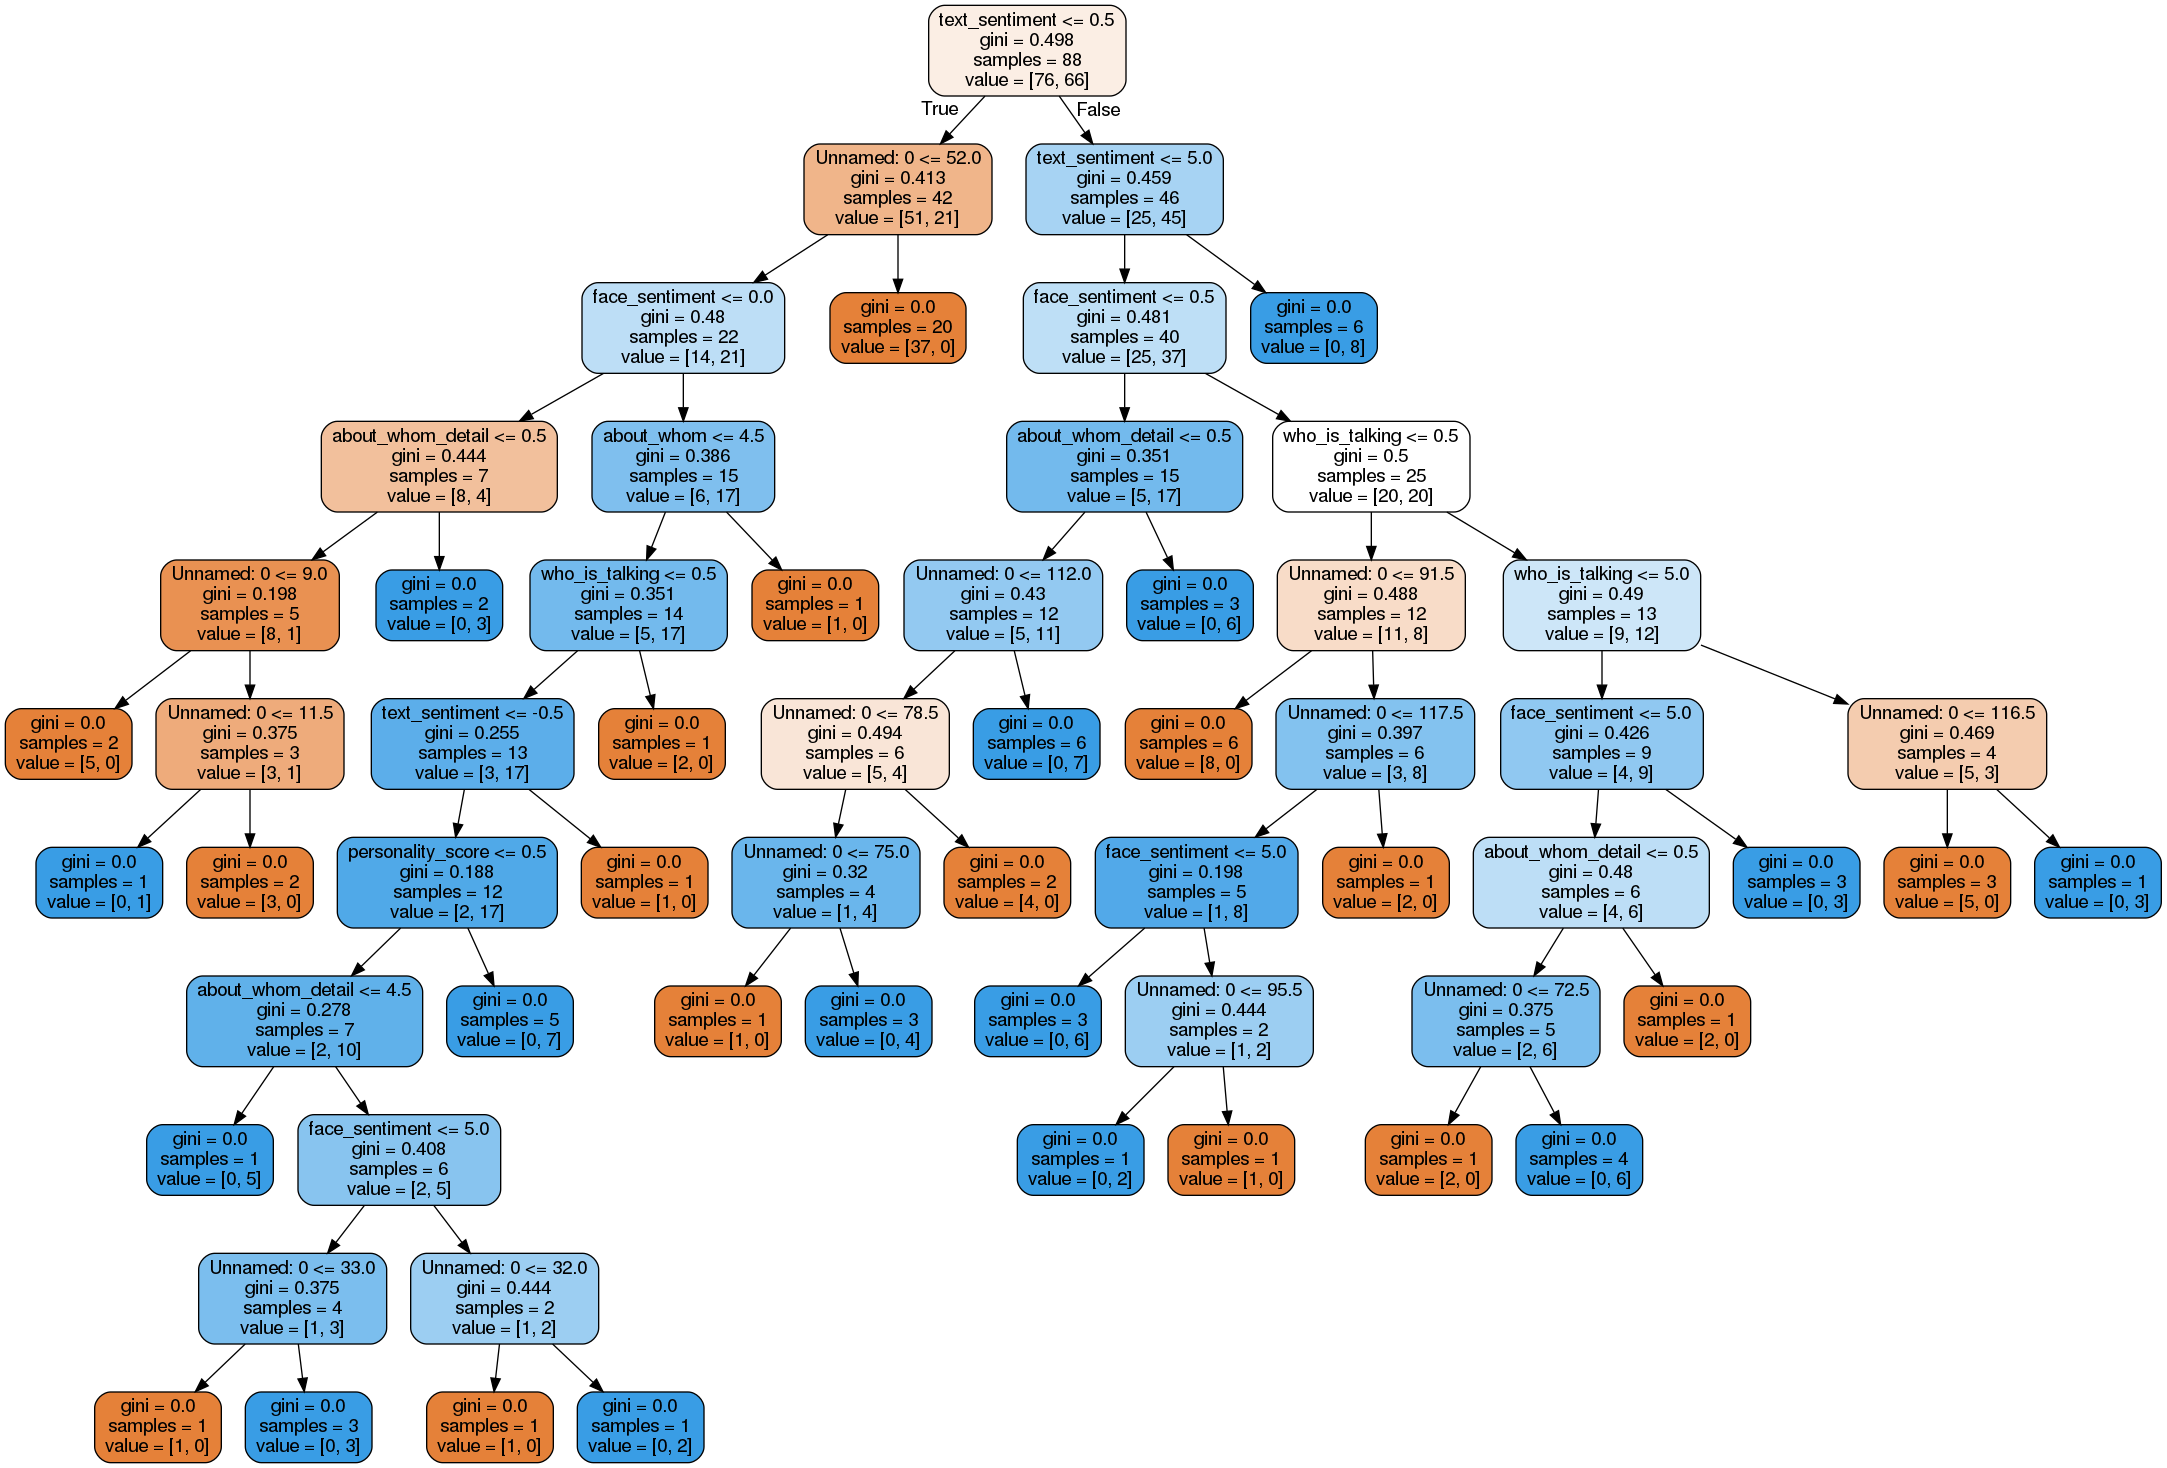 text_sentiment <= 0.5
gini = 0.498
samples = 88
value = [76, 66]
True
False
Unnamed: 0 <= 52.0
gini = 0.413
samples = 42
value = [51, 21]
text_sentiment <= 5.0
gini = 0.459
samples = 46
value = [25, 45]
face_sentiment <= 0.0
gini = 0.48
samples = 22
value = [14, 21]
gini = 0.0
samples = 20
value = [37, 0]
face_sentiment <= 0.5
gini = 0.481
samples = 40
value = [25, 37]
gini = 0.0
samples = 6
value = [0, 8]
about_whom_detail <= 0.5
gini = 0.444
samples = 7
value = [8, 4]
about_whom <= 4.5
gini = 0.386
samples = 15
value = [6, 17]
about_whom_detail <= 0.5
gini = 0.351
samples = 15
value = [5, 17]
who_is_talking <= 0.5
gini = 0.5
samples = 25
value = [20, 20]
Unnamed: 0 <= 9.0
gini = 0.198
samples = 5
value = [8, 1]
gini = 0.0
samples = 2
value = [0, 3]
who_is_talking <= 0.5
gini = 0.351
samples = 14
value = [5, 17]
gini = 0.0
samples = 1
value = [1, 0]
Unnamed: 0 <= 112.0
gini = 0.43
samples = 12
value = [5, 11]
gini = 0.0
samples = 3
value = [0, 6]
Unnamed: 0 <= 91.5
gini = 0.488
samples = 12
value = [11, 8]
who_is_talking <= 5.0
gini = 0.49
samples = 13
value = [9, 12]
gini = 0.0
samples = 2
value = [5, 0]
Unnamed: 0 <= 11.5
gini = 0.375
samples = 3
value = [3, 1]
text_sentiment <= -0.5
gini = 0.255
samples = 13
value = [3, 17]
gini = 0.0
samples = 1
value = [2, 0]
Unnamed: 0 <= 78.5
gini = 0.494
samples = 6
value = [5, 4]
gini = 0.0
samples = 6
value = [0, 7]
gini = 0.0
samples = 6
value = [8, 0]
Unnamed: 0 <= 117.5
gini = 0.397
samples = 6
value = [3, 8]
face_sentiment <= 5.0
gini = 0.426
samples = 9
value = [4, 9]
Unnamed: 0 <= 116.5
gini = 0.469
samples = 4
value = [5, 3]
gini = 0.0
samples = 1
value = [0, 1]
gini = 0.0
samples = 2
value = [3, 0]
personality_score <= 0.5
gini = 0.188
samples = 12
value = [2, 17]
gini = 0.0
samples = 1
value = [1, 0]
Unnamed: 0 <= 75.0
gini = 0.32
samples = 4
value = [1, 4]
gini = 0.0
samples = 2
value = [4, 0]
face_sentiment <= 5.0
gini = 0.198
samples = 5
value = [1, 8]
gini = 0.0
samples = 1
value = [2, 0]
about_whom_detail <= 0.5
gini = 0.48
samples = 6
value = [4, 6]
gini = 0.0
samples = 3
value = [0, 3]
gini = 0.0
samples = 3
value = [5, 0]
gini = 0.0
samples = 1
value = [0, 3]
about_whom_detail <= 4.5
gini = 0.278
samples = 7
value = [2, 10]
gini = 0.0
samples = 5
value = [0, 7]
gini = 0.0
samples = 1
value = [1, 0]
gini = 0.0
samples = 3
value = [0, 4]
gini = 0.0
samples = 3
value = [0, 6]
Unnamed: 0 <= 95.5
gini = 0.444
samples = 2
value = [1, 2]
Unnamed: 0 <= 72.5
gini = 0.375
samples = 5
value = [2, 6]
gini = 0.0
samples = 1
value = [2, 0]
gini = 0.0
samples = 1
value = [0, 5]
face_sentiment <= 5.0
gini = 0.408
samples = 6
value = [2, 5]
gini = 0.0
samples = 1
value = [0, 2]
gini = 0.0
samples = 1
value = [1, 0]
gini = 0.0
samples = 1
value = [2, 0]
gini = 0.0
samples = 4
value = [0, 6]
Unnamed: 0 <= 33.0
gini = 0.375
samples = 4
value = [1, 3]
Unnamed: 0 <= 32.0
gini = 0.444
samples = 2
value = [1, 2]
gini = 0.0
samples = 1
value = [1, 0]
gini = 0.0
samples = 3
value = [0, 3]
gini = 0.0
samples = 1
value = [1, 0]
gini = 0.0
samples = 1
value = [0, 2]